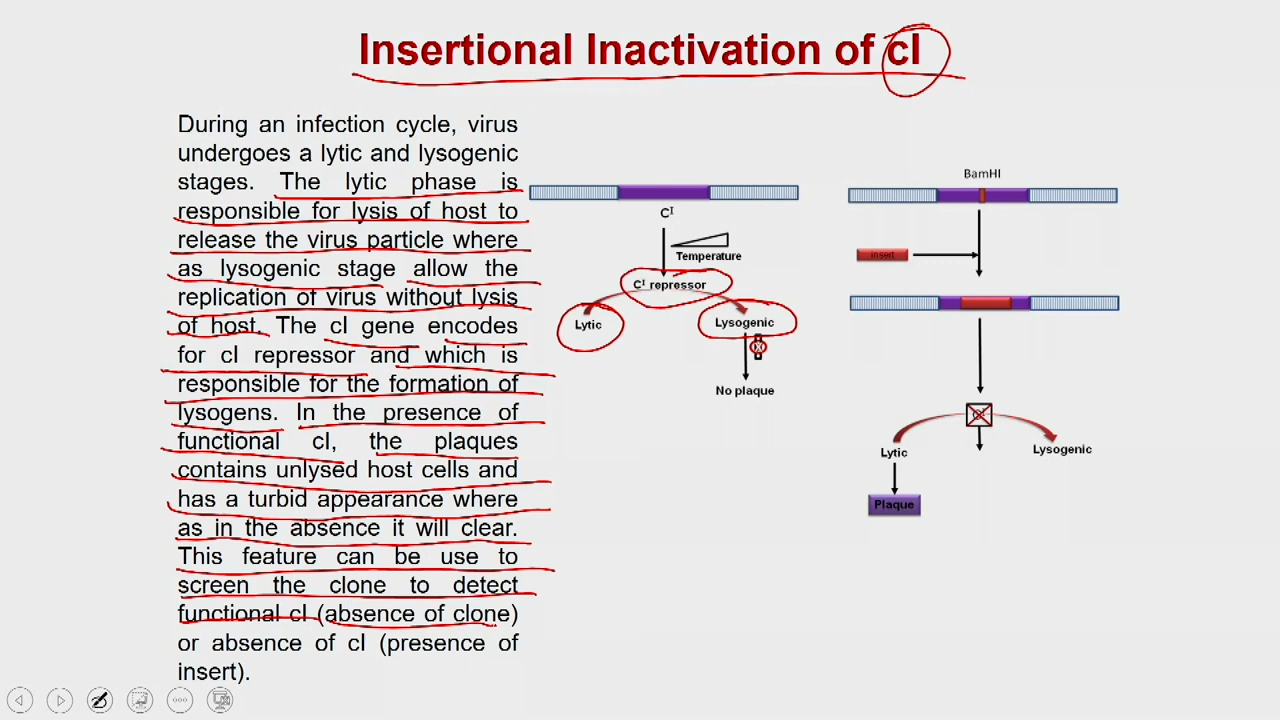 Insertional Inactivation of cI
During an infection cycle, virus
undergoes a lytic and lysogenic
stages. The lytic phase is
responsible for lysis of host to
release the virus particle where
as lysogenic stage allow the
replication of virus without lysis
of host. The cI gene encodes
for cI repressor and which is
responsible for the formation of
lysogens. In the presence of
functional cI, the plaques
contains unlysed host cells and
has a turbid appearance where
as in the absence it will clear.
This feature can be use to
screen the clone to detect
functional cI (absence of clone)
or absence of cI (presence of
insert).
C^I
Temperature
C^I repressor
Lytic
Lysogenic
No plaque
BamHI
insert
Lytic
Lysogenic
Plaque